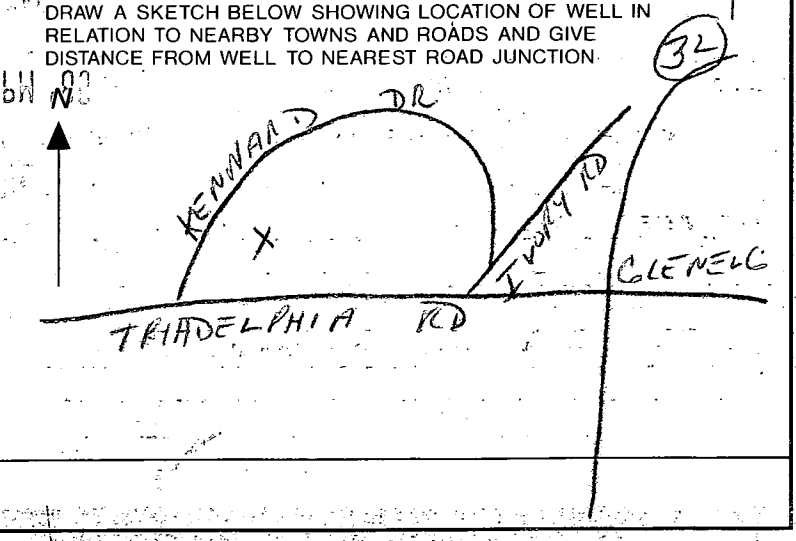 DRAW A SKETCH BELOW SHOWING LOCATION OF WELL IN
RELATION TO NEARBY TOWNS AND ROADS AND GIVE
DISTANCE FROM WELL TO NEAREST ROAD JUNCTION
32
N
KENNARD DR
IVORY RD
X
GLENELG
TRIADELPHIA RD